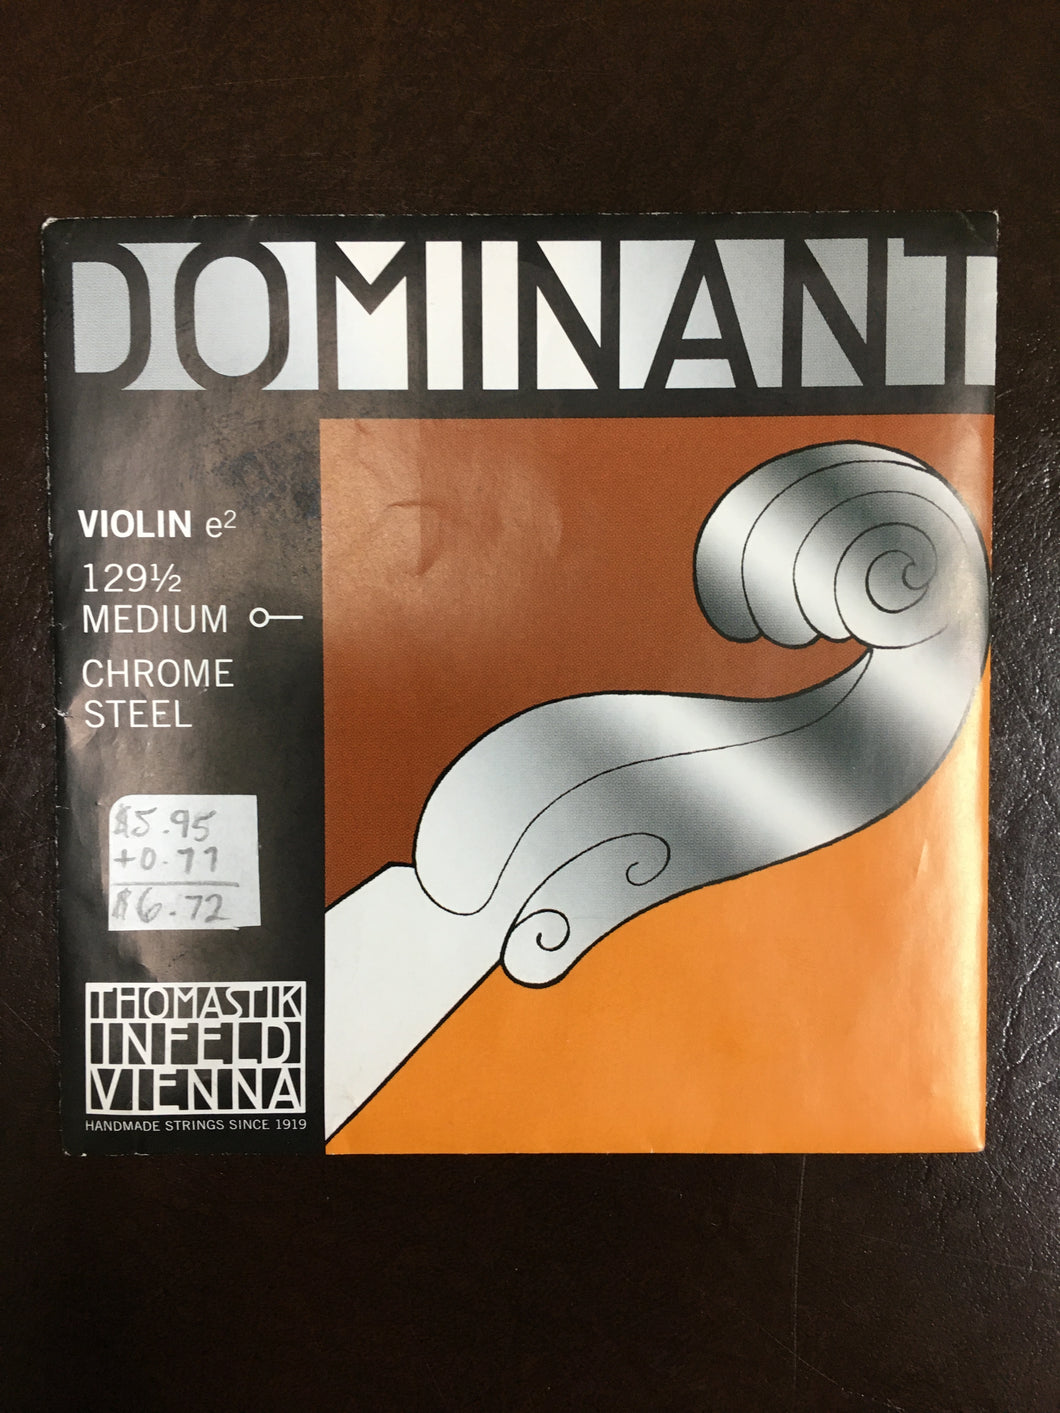 DOMINANT
VIOLIN e²
129½
MEDIUM
CHROME
STEEL
$5.95
+0.77
$6.72
THOMASTIK
INFELD
VIENNA
HANDMADE STRINGS SINCE 1919